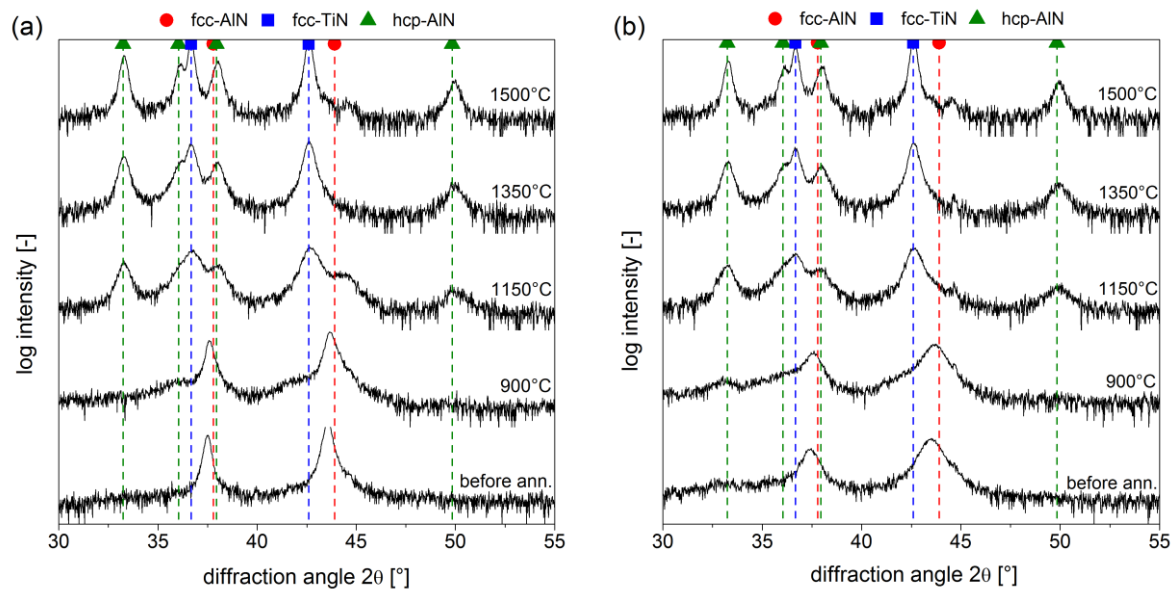 (a)
fcc-AlN fcc-TiN hcp-AlN
1500°C
1350°C
1150°C
900°C
before ann.
log intensity [-]
30 35 40 45 50 55
diffraction angle 2θ [°]
(b)
fcc-AlN fcc-TiN hcp-AlN
1500°C
1350°C
1150°C
900°C
before ann.
log intensity [-]
30 35 40 45 50 55
diffraction angle 2θ [°]